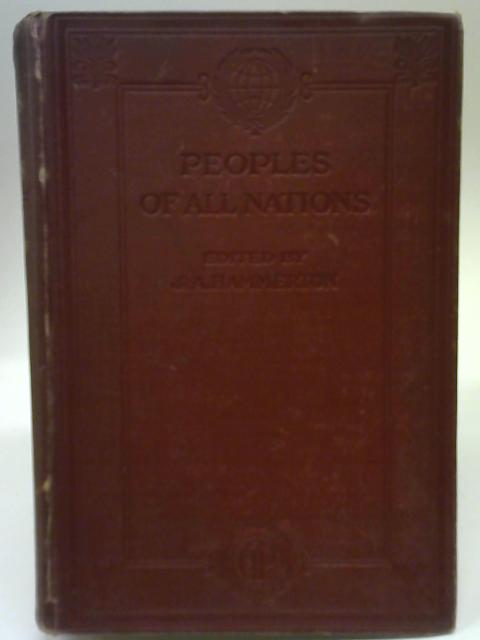 PEOPLES
OF ALL NATIONS
EDITED BY
J. A. HAMMERTON